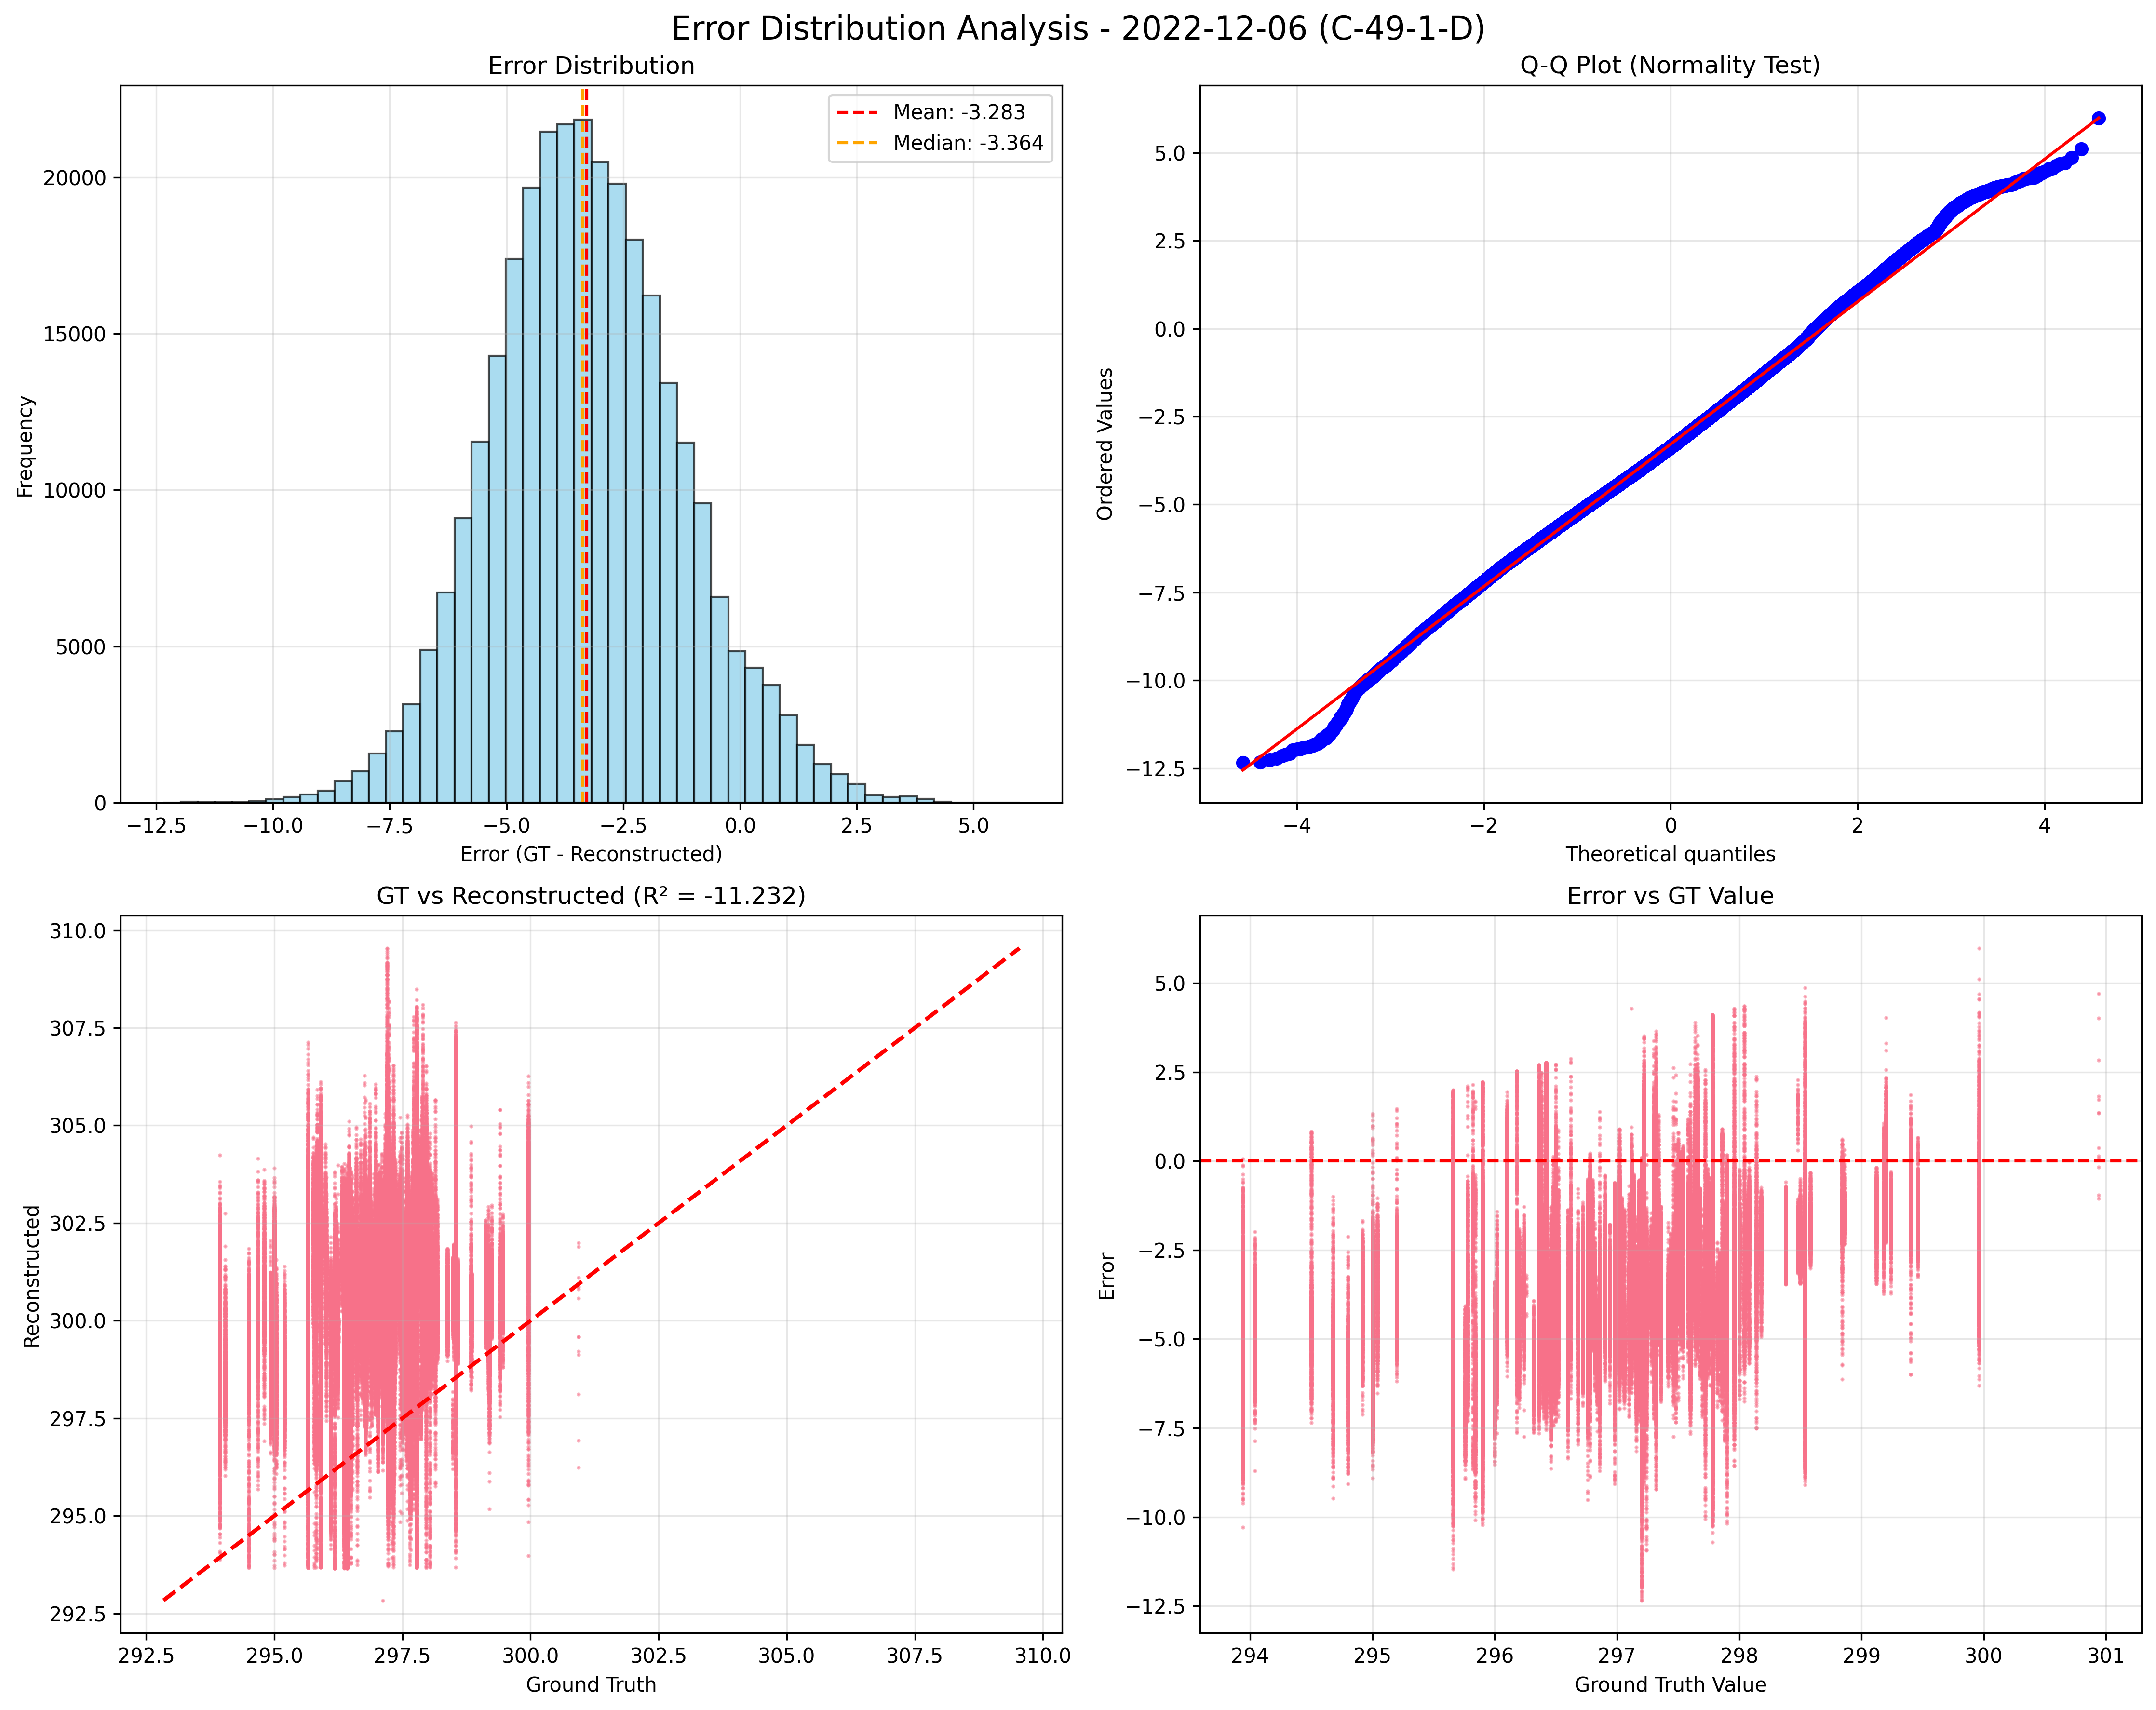 Error Distribution Analysis - 2022-12-06 (C-49-1-D)
Error Distribution
Mean: -3.283
Median: -3.364
Frequency
20000
15000
10000
5000
0
−12.5 −10.0 −7.5 −5.0 −2.5 0.0 2.5 5.0
Error (GT - Reconstructed)
Q-Q Plot (Normality Test)
Ordered Values
5.0
2.5
0.0
−2.5
−5.0
−7.5
−10.0
−12.5
−4 −2 0 2 4
Theoretical quantiles
GT vs Reconstructed (R² = -11.232)
Reconstructed
310.0
307.5
305.0
302.5
300.0
297.5
295.0
292.5
292.5 295.0 297.5 300.0 302.5 305.0 307.5 310.0
Ground Truth
Error vs GT Value
Error
5.0
2.5
0.0
−2.5
−5.0
−7.5
−10.0
−12.5
294 295 296 297 298 299 300 301
Ground Truth Value